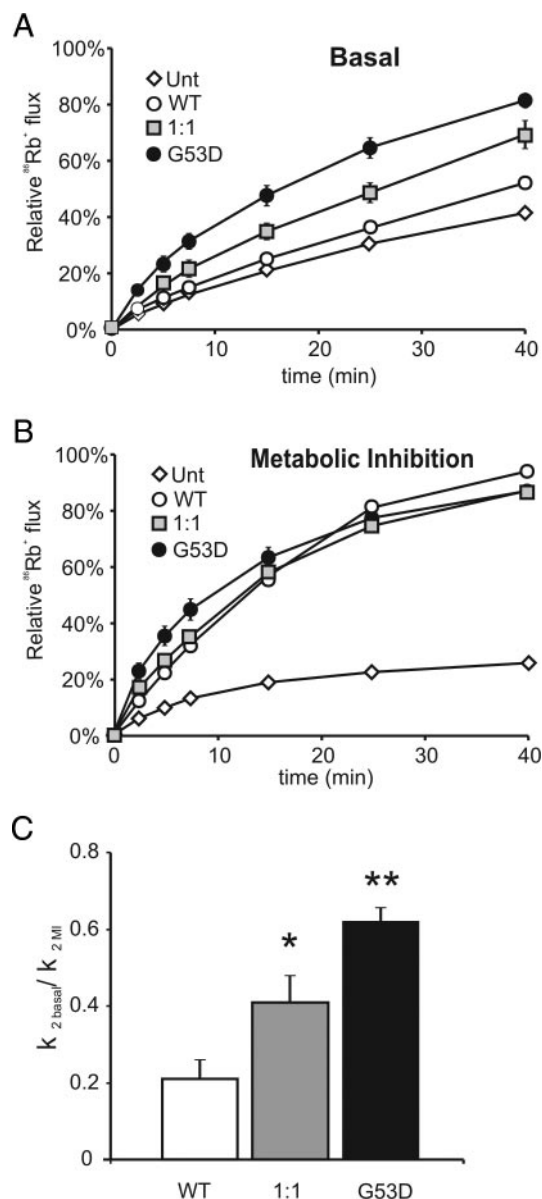 A
Basal
100%
80%
60%
40%
20%
0%
Relative ⁸⁶Rb⁺ flux
Unt
WT
1:1
G53D
0 10 20 30 40
time (min)
B
Metabolic Inhibition
100%
80%
60%
40%
20%
0%
Relative ⁸⁶Rb⁺ flux
Unt
WT
1:1
G53D
0 10 20 30 40
time (min)
C
0.8
0.6
0.4
0.2
0
k 2 basal / k 2 MI
*
**
WT 1:1 G53D